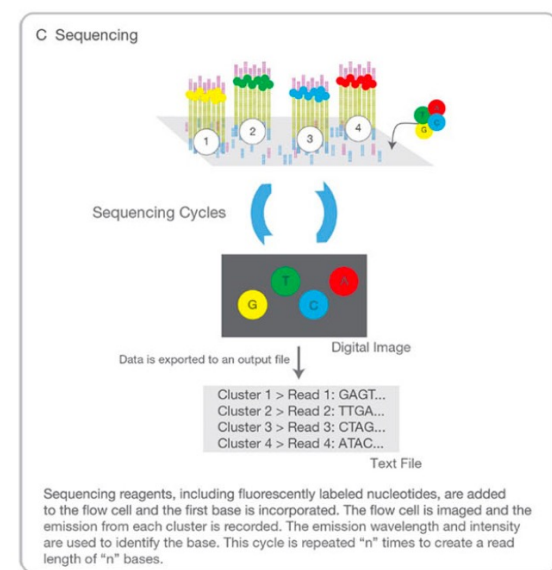 C Sequencing
1
2
3
4
T
A
G
C
Sequencing Cycles
T
A
G
C
Digital Image
Data is exported to an output file
Cluster 1 > Read 1: GAGT...
Cluster 2 > Read 2: TTGA...
Cluster 3 > Read 3: CTAG...
Cluster 4 > Read 4: ATAC...
Text File
Sequencing reagents, including fluorescently labeled nucleotides, are added
to the flow cell and the first base is incorporated. The flow cell is imaged and the
emission from each cluster is recorded. The emission wavelength and intensity
are used to identify the base. This cycle is repeated “n” times to create a read
length of “n” bases.